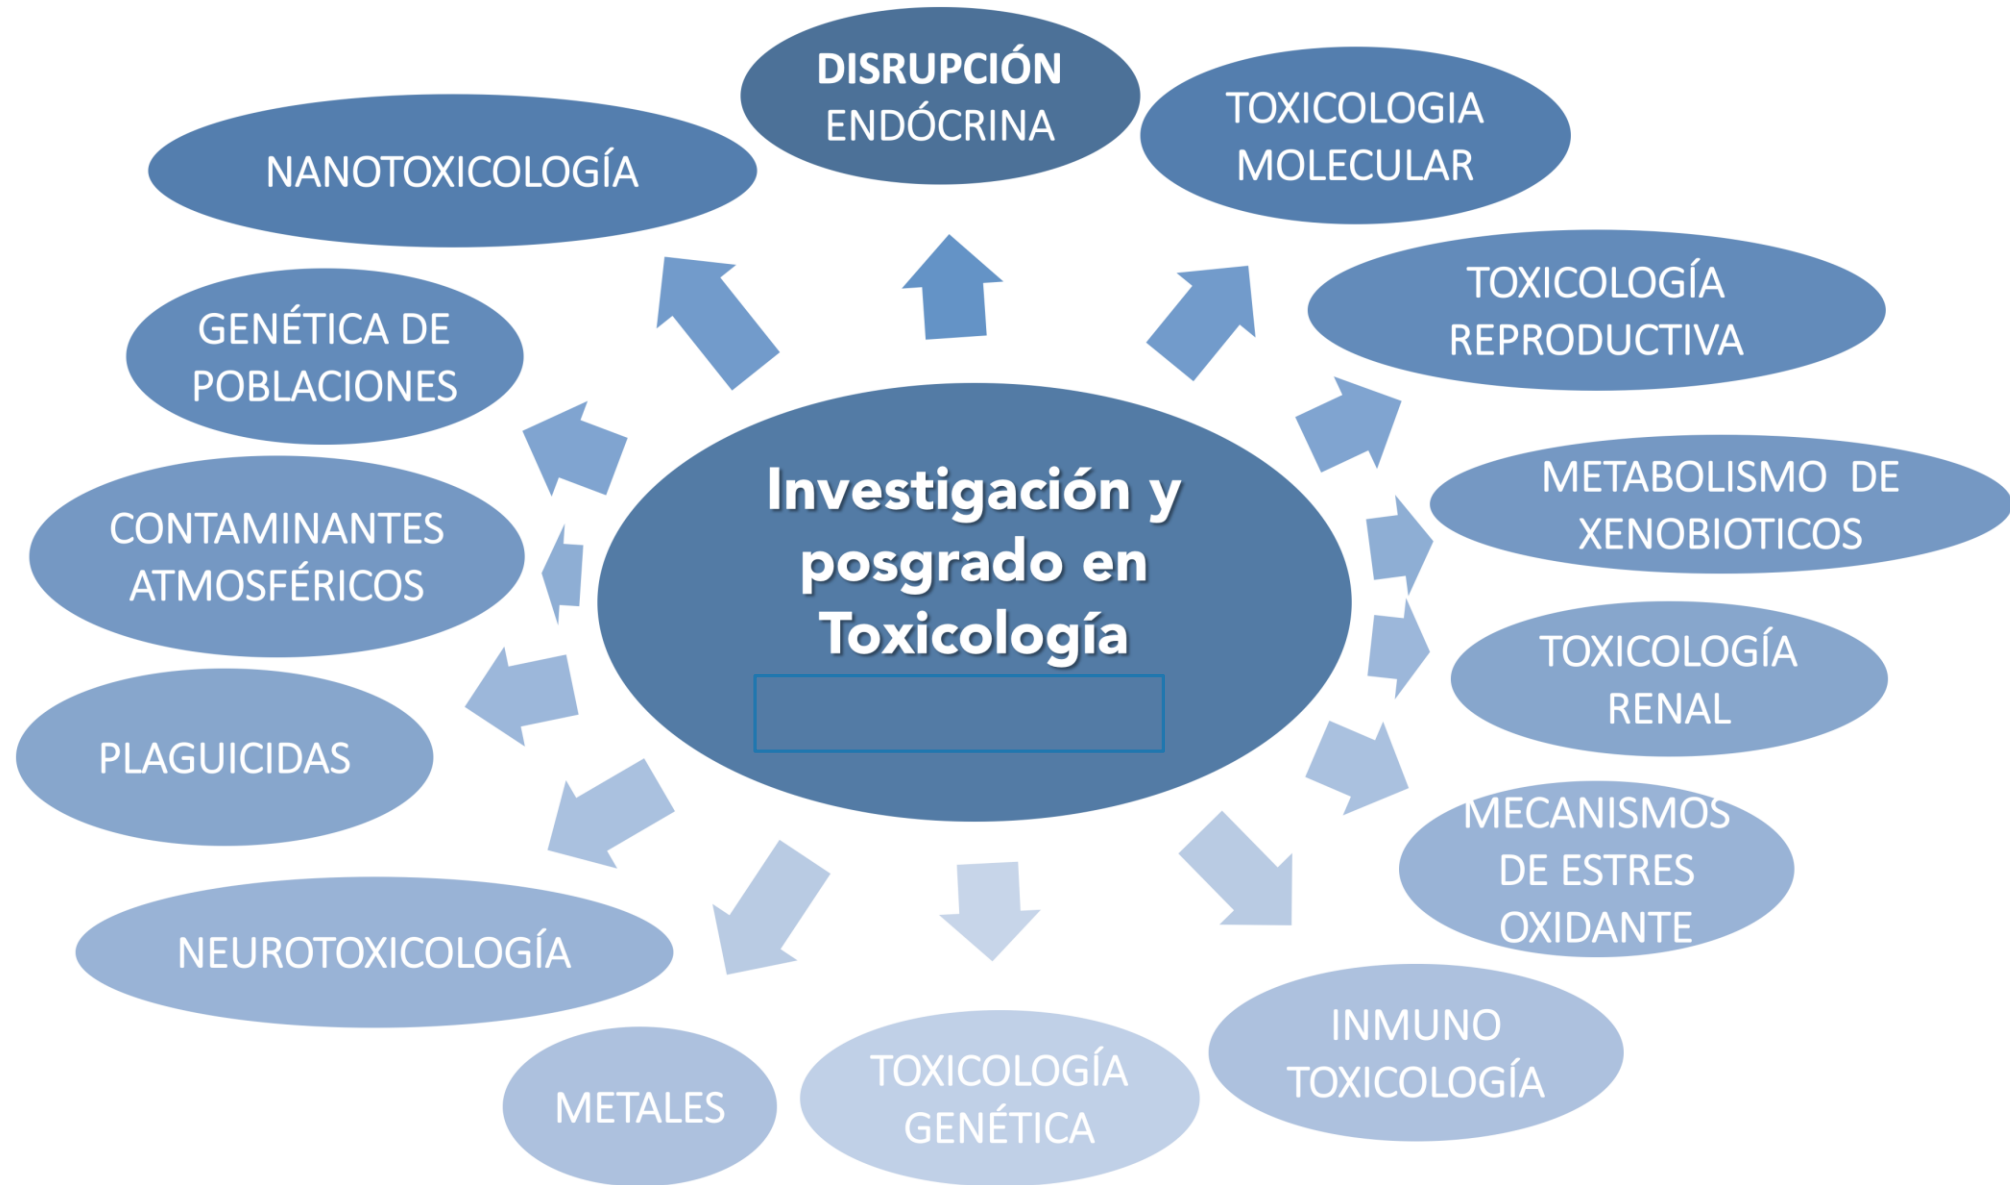 DISRUPCIÓN
ENDÓCRINA
TOXICOLOGIA
MOLECULAR
TOXICOLOGÍA
REPRODUCTIVA
METABOLISMO DE
XENOBIOTICOS
TOXICOLOGÍA
RENAL
MECANISMOS
DE ESTRES
OXIDANTE
INMUNO
TOXICOLOGÍA
TOXICOLOGÍA
GENÉTICA
METALES
NEUROTOXICOLOGÍA
PLAGUICIDAS
CONTAMINANTES
ATMOSFÉRICOS
GENÉTICA DE
POBLACIONES
NANOTOXICOLOGÍA
Investigación y
posgrado en
Toxicología